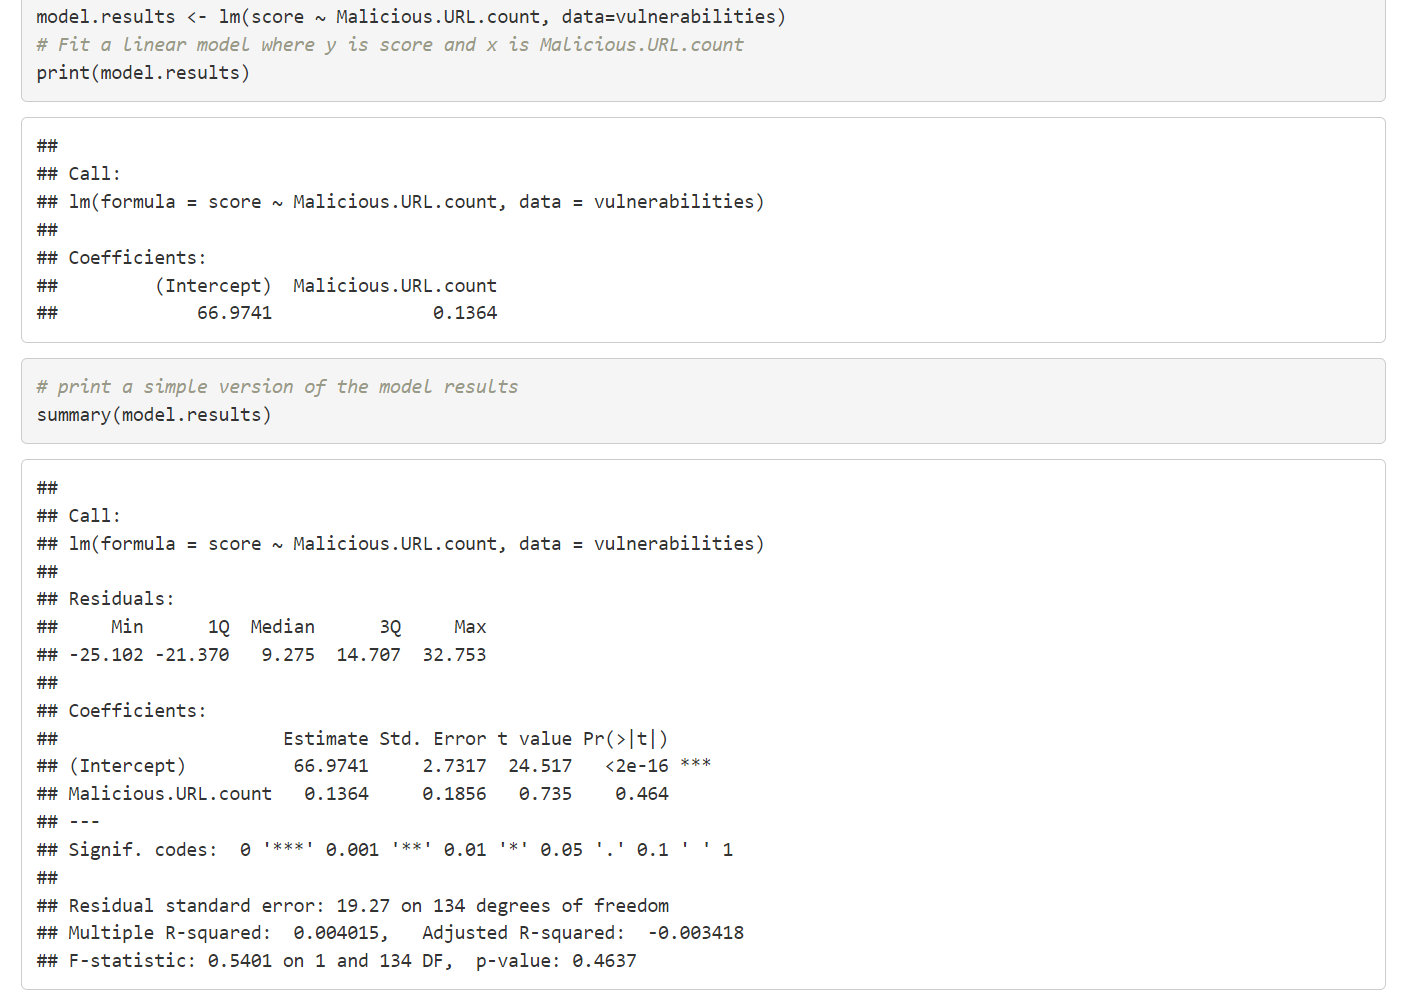 model.results <- lm(score ~ Malicious.URL.count, data=vulnerabilities)
# Fit a linear model where y is score and x is Malicious.URL.count
print(model.results)
##
## Call:
## lm(formula = score ~ Malicious.URL.count, data = vulnerabilities)
##
## Coefficients:
##         (Intercept)  Malicious.URL.count
##             66.9741               0.1364
# print a simple version of the model results
summary(model.results)
##
## Call:
## lm(formula = score ~ Malicious.URL.count, data = vulnerabilities)
##
## Residuals:
##     Min      1Q  Median      3Q     Max
## -25.102 -21.370   9.275  14.707  32.753
##
## Coefficients:
##                     Estimate Std. Error t value Pr(>|t|)
## (Intercept)          66.9741     2.7317  24.517   <2e-16 ***
## Malicious.URL.count   0.1364     0.1856   0.735    0.464
## ---
## Signif. codes:  0 '***' 0.001 '**' 0.01 '*' 0.05 '.' 0.1 ' ' 1
##
## Residual standard error: 19.27 on 134 degrees of freedom
## Multiple R-squared:  0.004015,   Adjusted R-squared:  -0.003418
## F-statistic: 0.5401 on 1 and 134 DF,  p-value: 0.4637